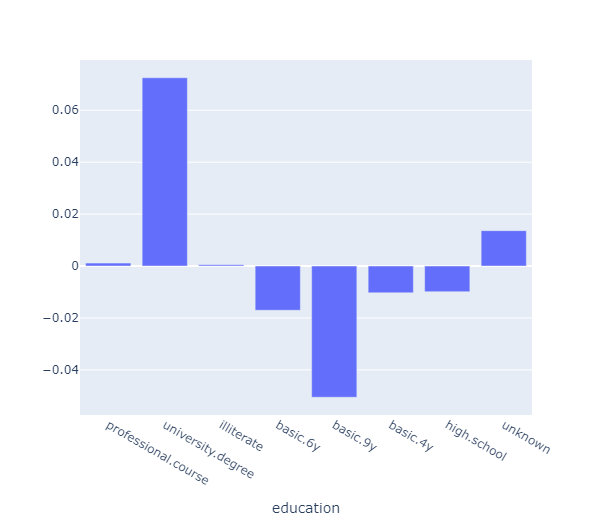 0.06
0.04
0.02
0
−0.02
−0.04
professional.course
university.degree
illiterate
basic.6y
basic.9y
basic.4y
high.school
unknown
education